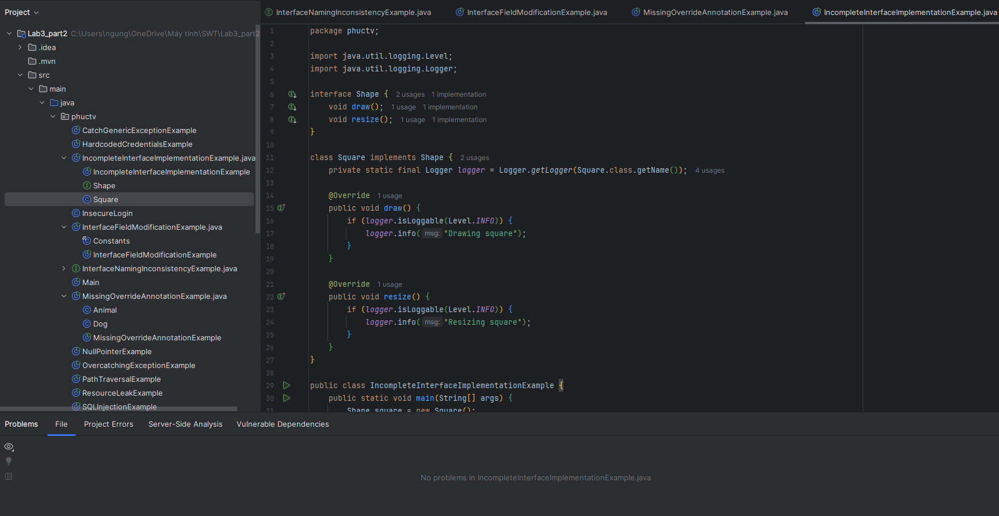 Project
Lab3_part2 C:\Users\ngung\OneDrive\Máy tính\SWT\Lab3_part2
.idea
.mvn
src
main
java
phuctv
CatchGenericExceptionExample
HardcodedCredentialsExample
IncompleteInterfaceImplementationExample.java
IncompleteInterfaceImplementationExample
Shape
Square
InsecureLogin
InterfaceFieldModificationExample.java
Constants
InterfaceFieldModificationExample
InterfaceNamingInconsistencyExample.java
Main
MissingOverrideAnnotationExample.java
Animal
Dog
MissingOverrideAnnotationExample
NullPointerExample
OvercatchingExceptionExample
PathTraversalExample
ResourceLeakExample
SQLInjectionExample
InterfaceNamingInconsistencyExample.java InterfaceFieldModificationExample.java MissingOverrideAnnotationExample.java IncompleteInterfaceImplementationExample.java
1 package phuctv;
2
3 import java.util.logging.Level;
4 import java.util.logging.Logger;
5
6 interface Shape { 2 usages 1 implementation
7 void draw(); 1 usage 1 implementation
8 void resize(); 1 usage 1 implementation
9 }
10
11 class Square implements Shape { 2 usages
12 private static final Logger logger = Logger.getLogger(Square.class.getName()); 4 usages
13
14 @Override 1 usage
15 public void draw() {
16 if (logger.isLoggable(Level.INFO)) {
17 logger.info( msg: "Drawing square");
18 }
19 }
20
21 @Override 1 usage
22 public void resize() {
23 if (logger.isLoggable(Level.INFO)) {
24 logger.info( msg: "Resizing square");
25 }
26 }
27 }
28
29 public class IncompleteInterfaceImplementationExample {
30 public static void main(String[] args) {
31 Shape square = new Square();
Problems File Project Errors Server-Side Analysis Vulnerable Dependencies
No problems in IncompleteInterfaceImplementationExample.java